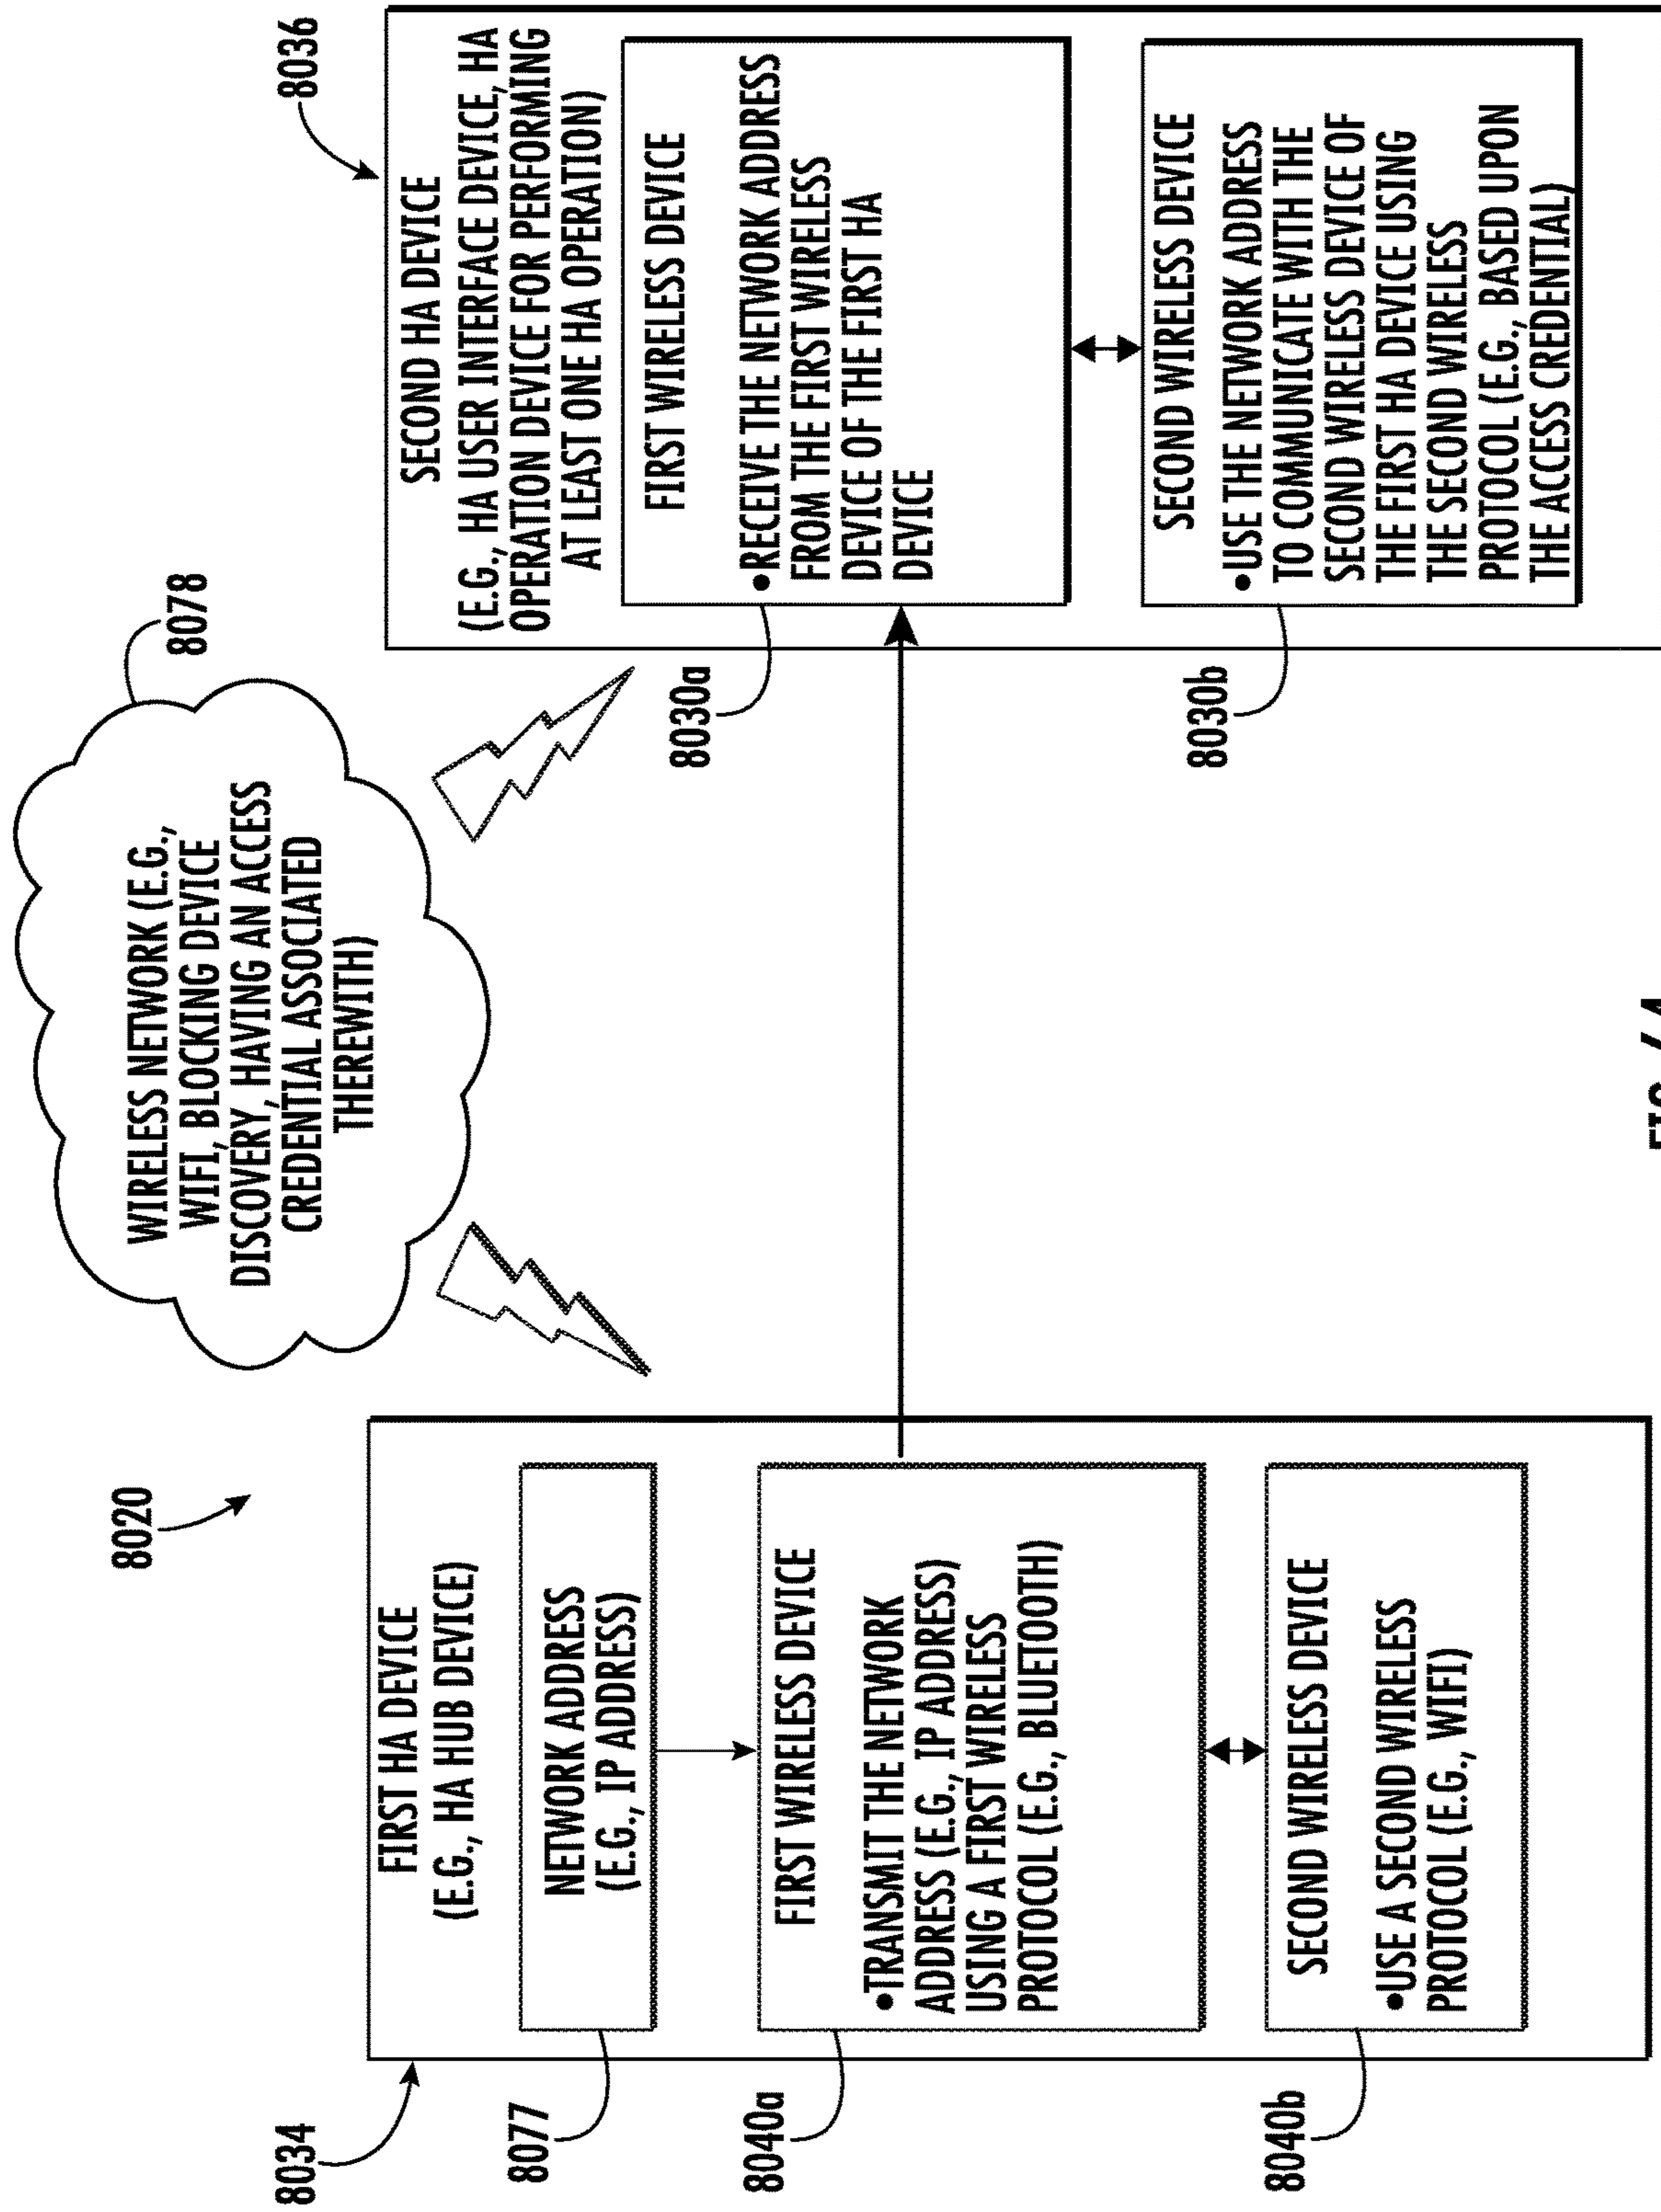 8020
8034
FIRST HA DEVICE
(E.G., HA HUB DEVICE)
8077
NETWORK ADDRESS
(E.G., IP ADDRESS)
8040a
FIRST WIRELESS DEVICE
•TRANSMIT THE NETWORK
ADDRESS (E.G., IP ADDRESS)
USING A FIRST WIRELESS
PROTOCOL (E.G., BLUETOOTH)
8040b
SECOND WIRELESS DEVICE
•USE A SECOND WIRELESS
PROTOCOL (E.G., WIFI)
8078
WIRELESS NETWORK (E.G.,
WIFI, BLOCKING DEVICE
DISCOVERY, HAVING AN ACCESS
CREDENTIAL ASSOCIATED
THEREWITH)
8036
SECOND HA DEVICE
(E.G., HA USER INTERFACE DEVICE, HA
OPERATION DEVICE FOR PERFORMING
AT LEAST ONE HA OPERATION)
8030a
FIRST WIRELESS DEVICE
•RECEIVE THE NETWORK ADDRESS
FROM THE FIRST WIRELESS
DEVICE OF THE FIRST HA
DEVICE
8030b
SECOND WIRELESS DEVICE
•USE THE NETWORK ADDRESS
TO COMMUNICATE WITH THE
SECOND WIRELESS DEVICE OF
THE FIRST HA DEVICE USING
THE SECOND WIRELESS
PROTOCOL (E.G., BASED UPON
THE ACCESS CREDENTIAL)